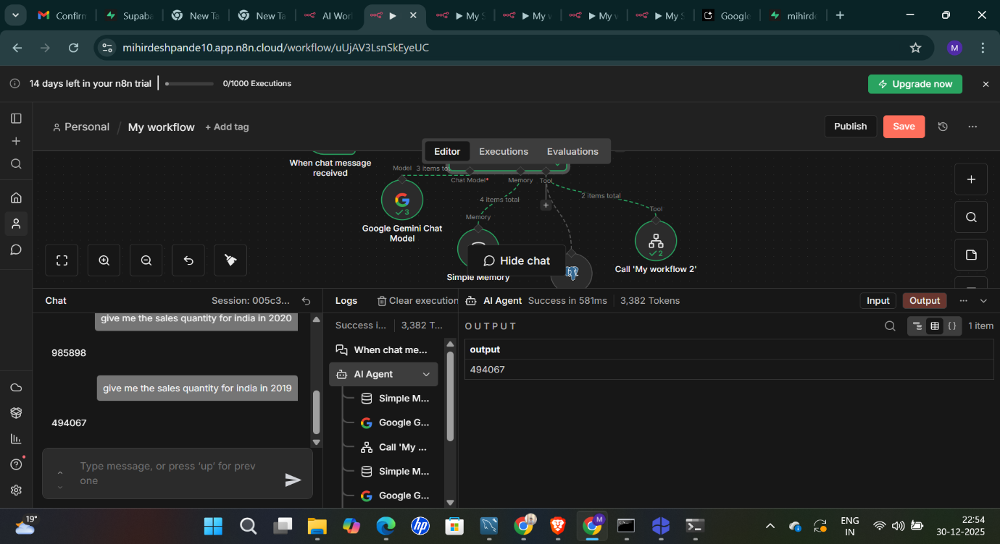 Confirm
Supaba
New Ta
New Ta
AI Wor
My S
My v
My v
My S
Google
mihirde
mihirdeshpande10.app.n8n.cloud/workflow/uUjAV3LsnSkEyeUC
M
14 days left in your n8n trial
0/1000 Executions
Upgrade now
Personal / My workflow + Add tag
Publish
Save
Editor
Executions
Evaluations
When chat message
received
Model
3 items tot
Chat Model*
Memory
Tool
4 items total
2 items total
Memory
Tool
3
Google Gemini Chat
Model
Simple Memory
2
Call 'My workflow 2'
Hide chat
Chat
Session: 005c3...
give me the sales quantity for india in 2020
985898
give me the sales quantity for india in 2019
494067
Type message, or press 'up' for prev
one
Logs
Clear execution
Success i...
3,382 T...
When chat me...
AI Agent
Simple M...
Google G...
Call 'My ...
Simple M...
Google G...
AI Agent Success in 581ms 3,382 Tokens
Input
Output
OUTPUT
1 item
output
494067
19°
hp
M
ENG
IN
22:54
30-12-2025